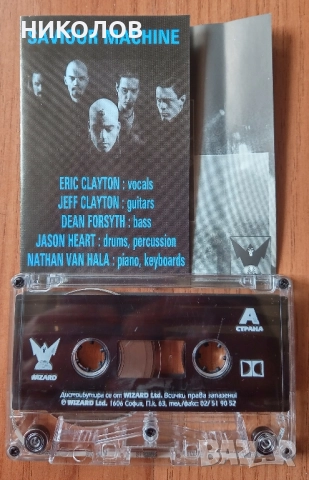 НИКОЛОВ
SAVIOUR MACHINE
ERIC CLAYTON : vocals
JEFF CLAYTON : guitars
DEAN FORSYTH : bass
JASON HEART : drums, percussion
NATHAN VAN HALA : piano, keyboards
A
СТРАНА
WIZARD
Дистрибутира се от WIZARD Ltd. Всички права запазени!
© WIZARD Ltd. 1606 София, П.к. 63, тел./факс: 02/ 51 90 52
BAZAR